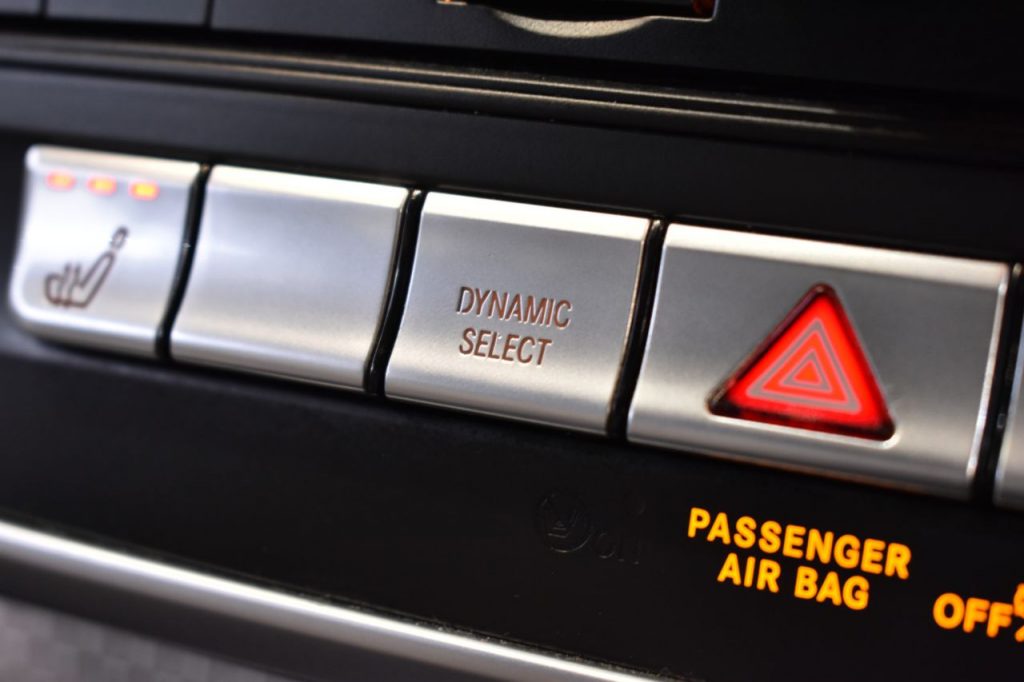 DYNAMIC
SELECT
PASSENGER
AIR BAG
OFF